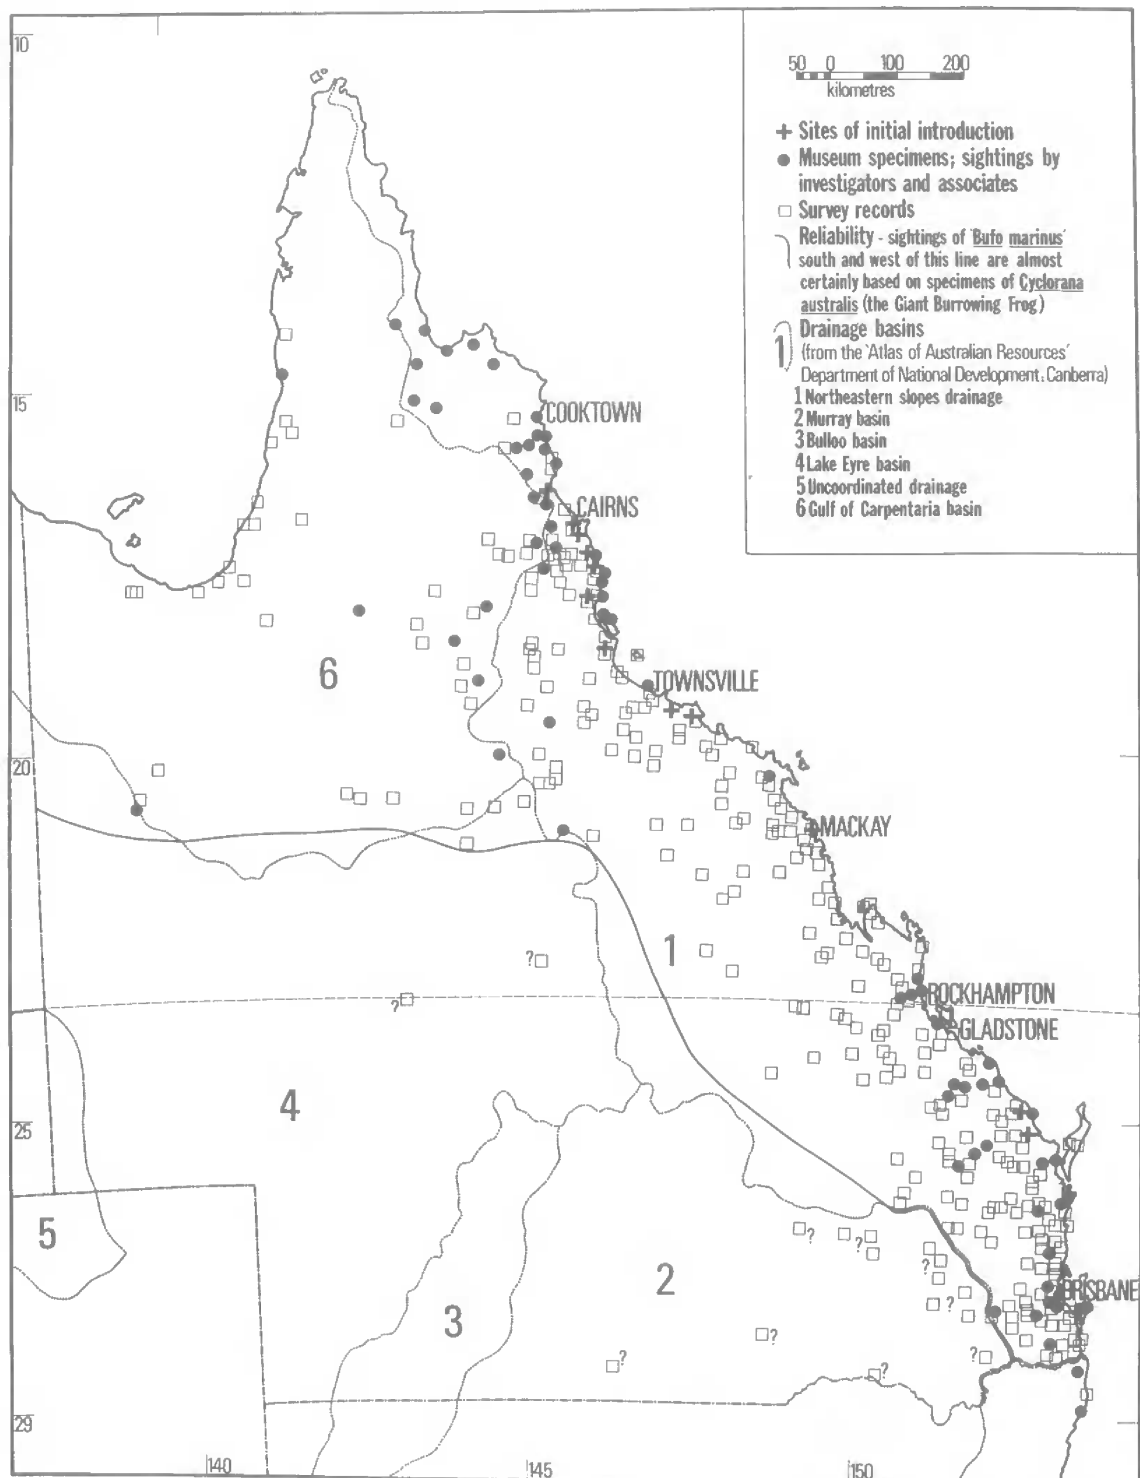 50 0 100 200
kilometres
+ Sites of initial introduction
● Museum specimens; sightings by
investigators and associates
□ Survey records
Reliability - sightings of 'Bufo marinus'
south and west of this line are almost
certainly based on specimens of Cyclorana
australis (the Giant Burrowing Frog)
1 Drainage basins
(from the 'Atlas of Australian Resources'
Department of National Development: Canberra)
1 Northeastern slopes drainage
2 Murray basin
3 Bulloo basin
4 Lake Eyre basin
5 Uncoordinated drainage
6 Gulf of Carpentaria basin
10
15
COOKTOWN
CAIRNS
6
TOWNSVILLE
20
MACKAY
1
?
?
ROCKHAMPTON
GLADSTONE
4
25
5
?
?
?
2
?
BRISBANE
3
?
?
?
?
29
140
145
150